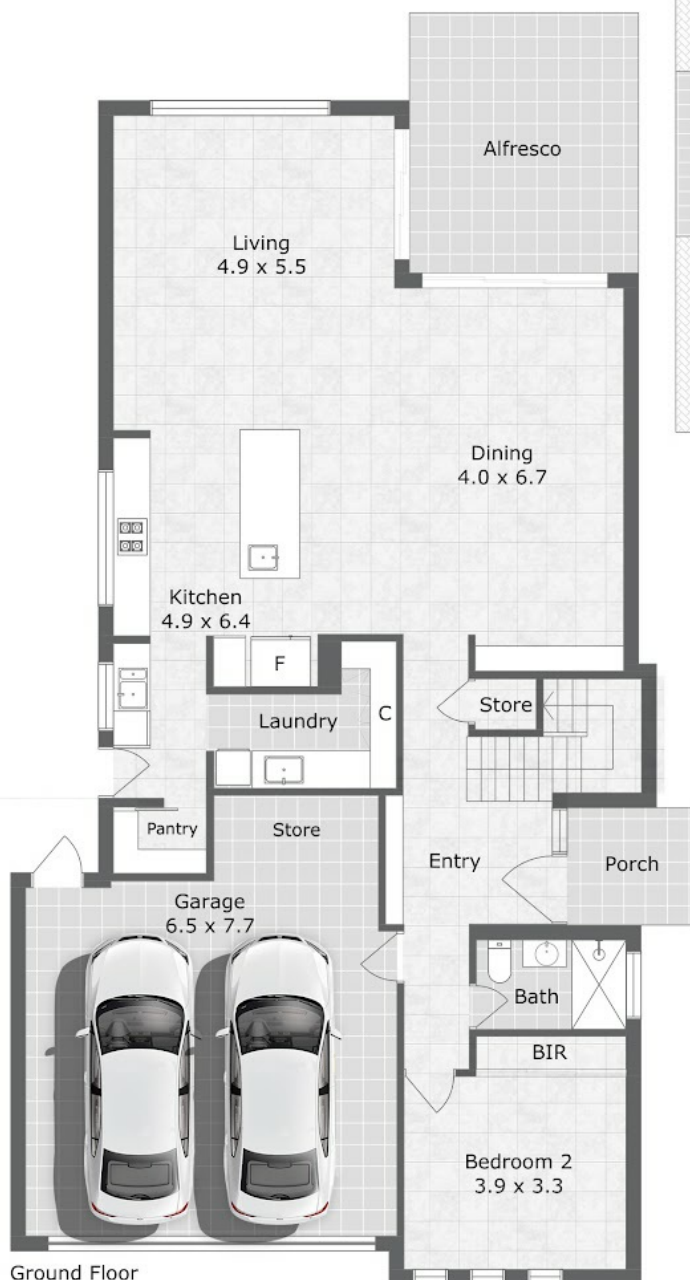 Alfresco
Living
4.9 x 5.5
Dining
4.0 x 6.7
Kitchen
4.9 x 6.4
F
Store
C
Laundry
Pantry
Store
Entry
Porch
Garage
6.5 x 7.7
Bath
BIR
Bedroom 2
3.9 x 3.3
Ground Floor